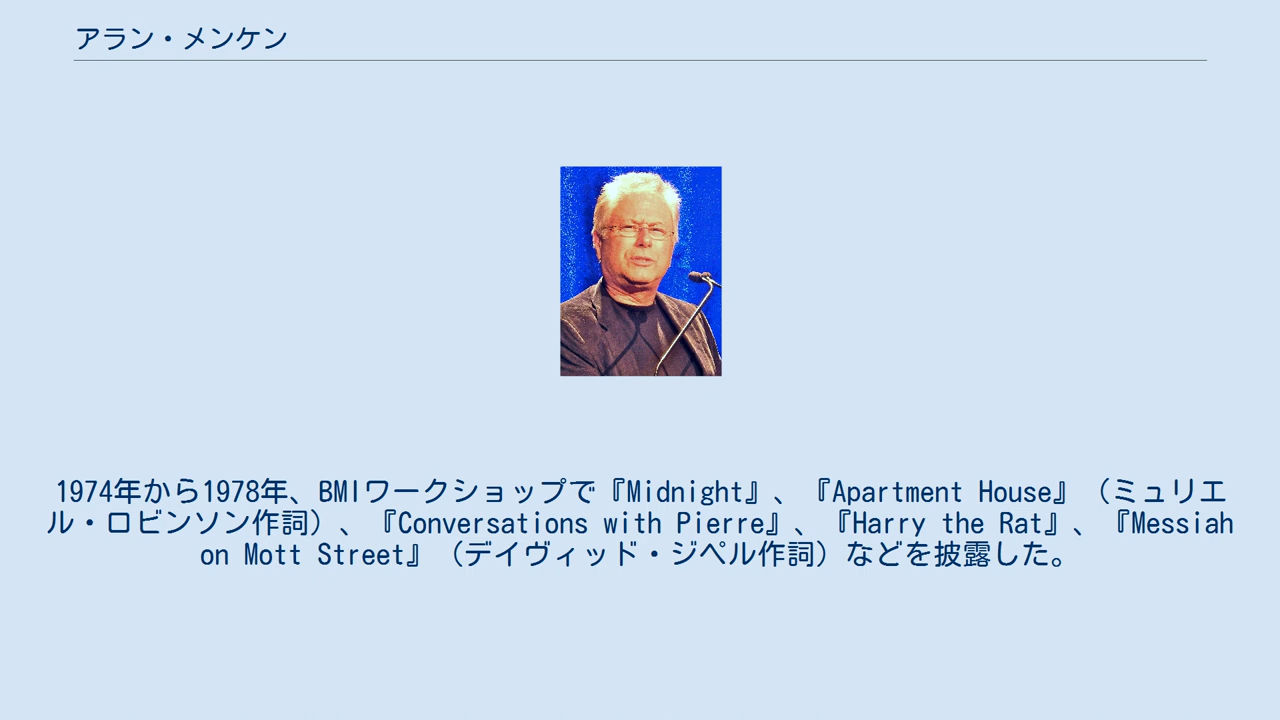 アラン・メンケン
1974年から1978年、BMIワークショップで『Midnight』、『Apartment House』（ミュリエ
ル・ロビンソン作詞）、『Conversations with Pierre』、『Harry the Rat』、『Messiah
on Mott Street』（デイヴィッド・ジペル作詞）などを披露した。